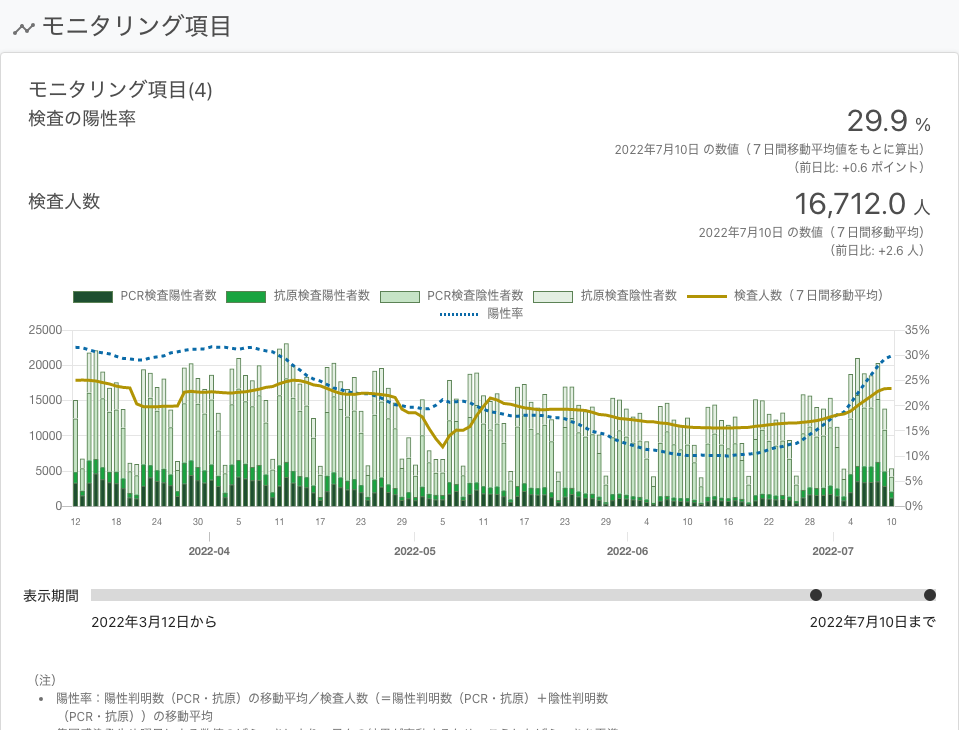 モニタリング項目
モニタリング項目(4)
検査の陽性率
29.9 %
2022年7月10日 の数値（７日間移動平均値をもとに算出）
（前日比: +0.6 ポイント）
検査人数
16,712.0 人
2022年7月10日 の数値（７日間移動平均）
（前日比: +2.6 人）
PCR検査陽性者数 抗原検査陽性者数 PCR検査陰性者数 抗原検査陰性者数 検査人数（７日間移動平均）
陽性率
25000 35%
30%
20000
25%
15000
20%
15%
10000
10%
5000
5%
0 0%
12 18 24 30 5 11 17 23 29 5 11 17 23 29 4 10 16 22 28 4 10
2022-04 2022-05 2022-06 2022-07
表示期間
2022年3月12日から 2022年7月10日まで
（注）
• 陽性率：陽性判明数（PCR・抗原）の移動平均／検査人数（＝陽性判明数（PCR・抗原）＋陰性判明数
（PCR・抗原））の移動平均